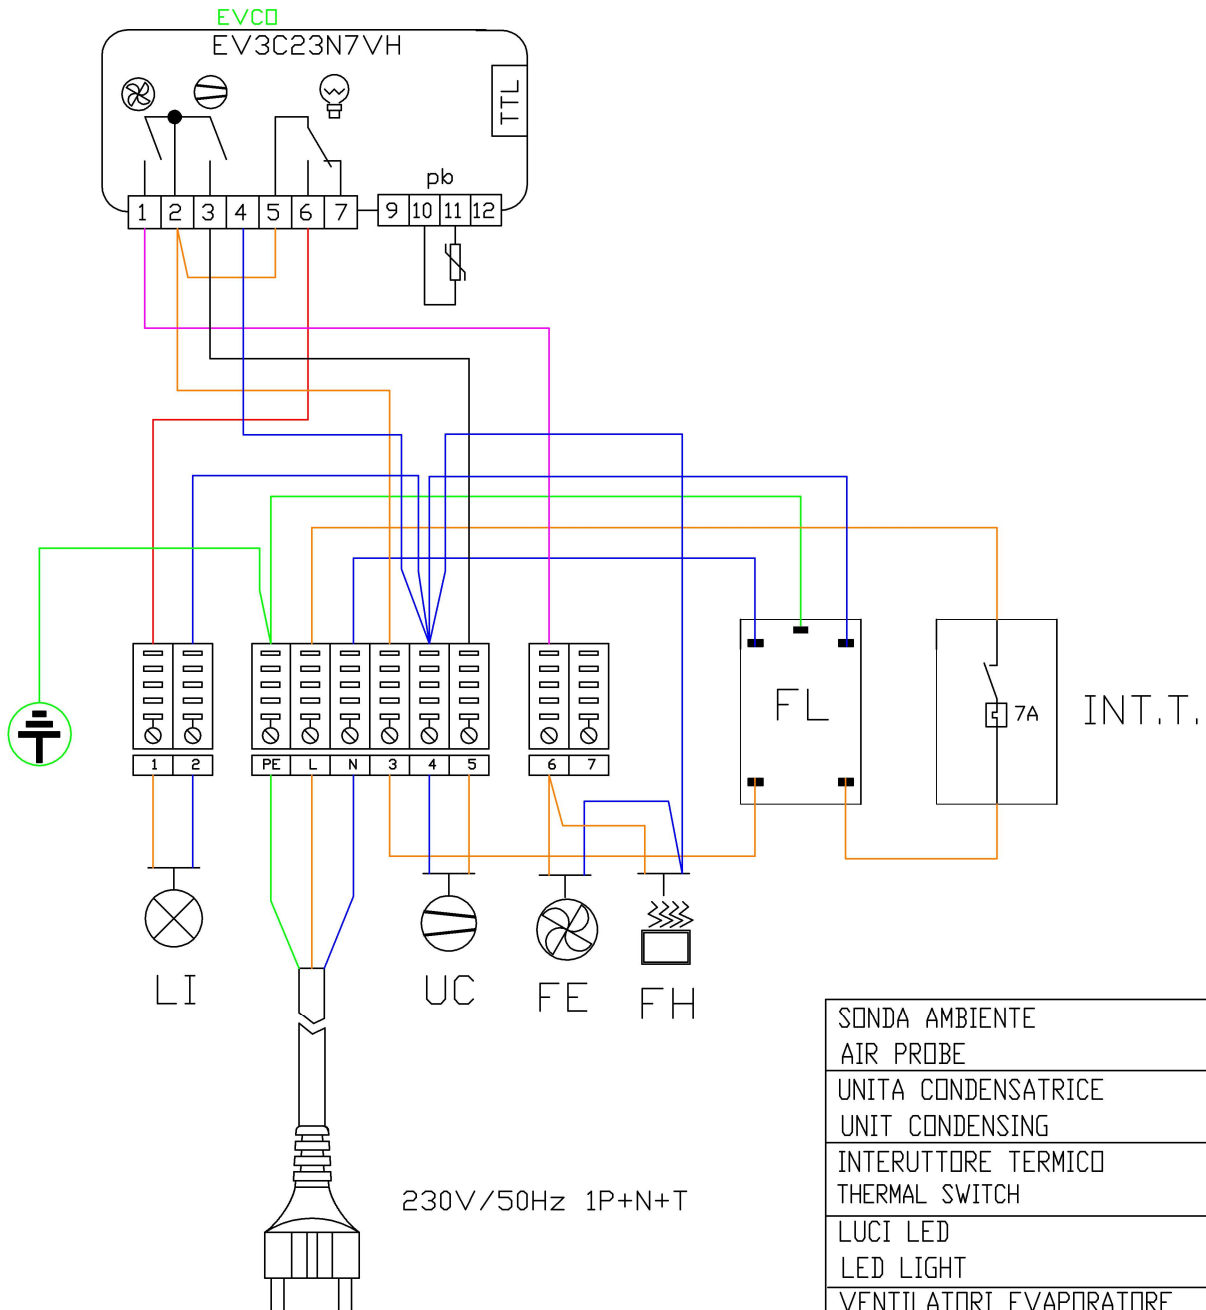 EVCO
EV3C23N7VH
TTL
pb
1 2 3 4 5 6 7 9 10 11 12
FL
7A
INT.T.
1 2 PE L N 3 4 5 6 7
LI
UC
FE
FH
SONDA AMBIENTE
AIR PROBE
UNITA CONDENSATRICE
UNIT CONDENSING
INTERUTTORE TERMICO
THERMAL SWITCH
230V/50Hz 1P+N+T
LUCI LED
LED LIGHT
VENTILATORI EVAPORATORE